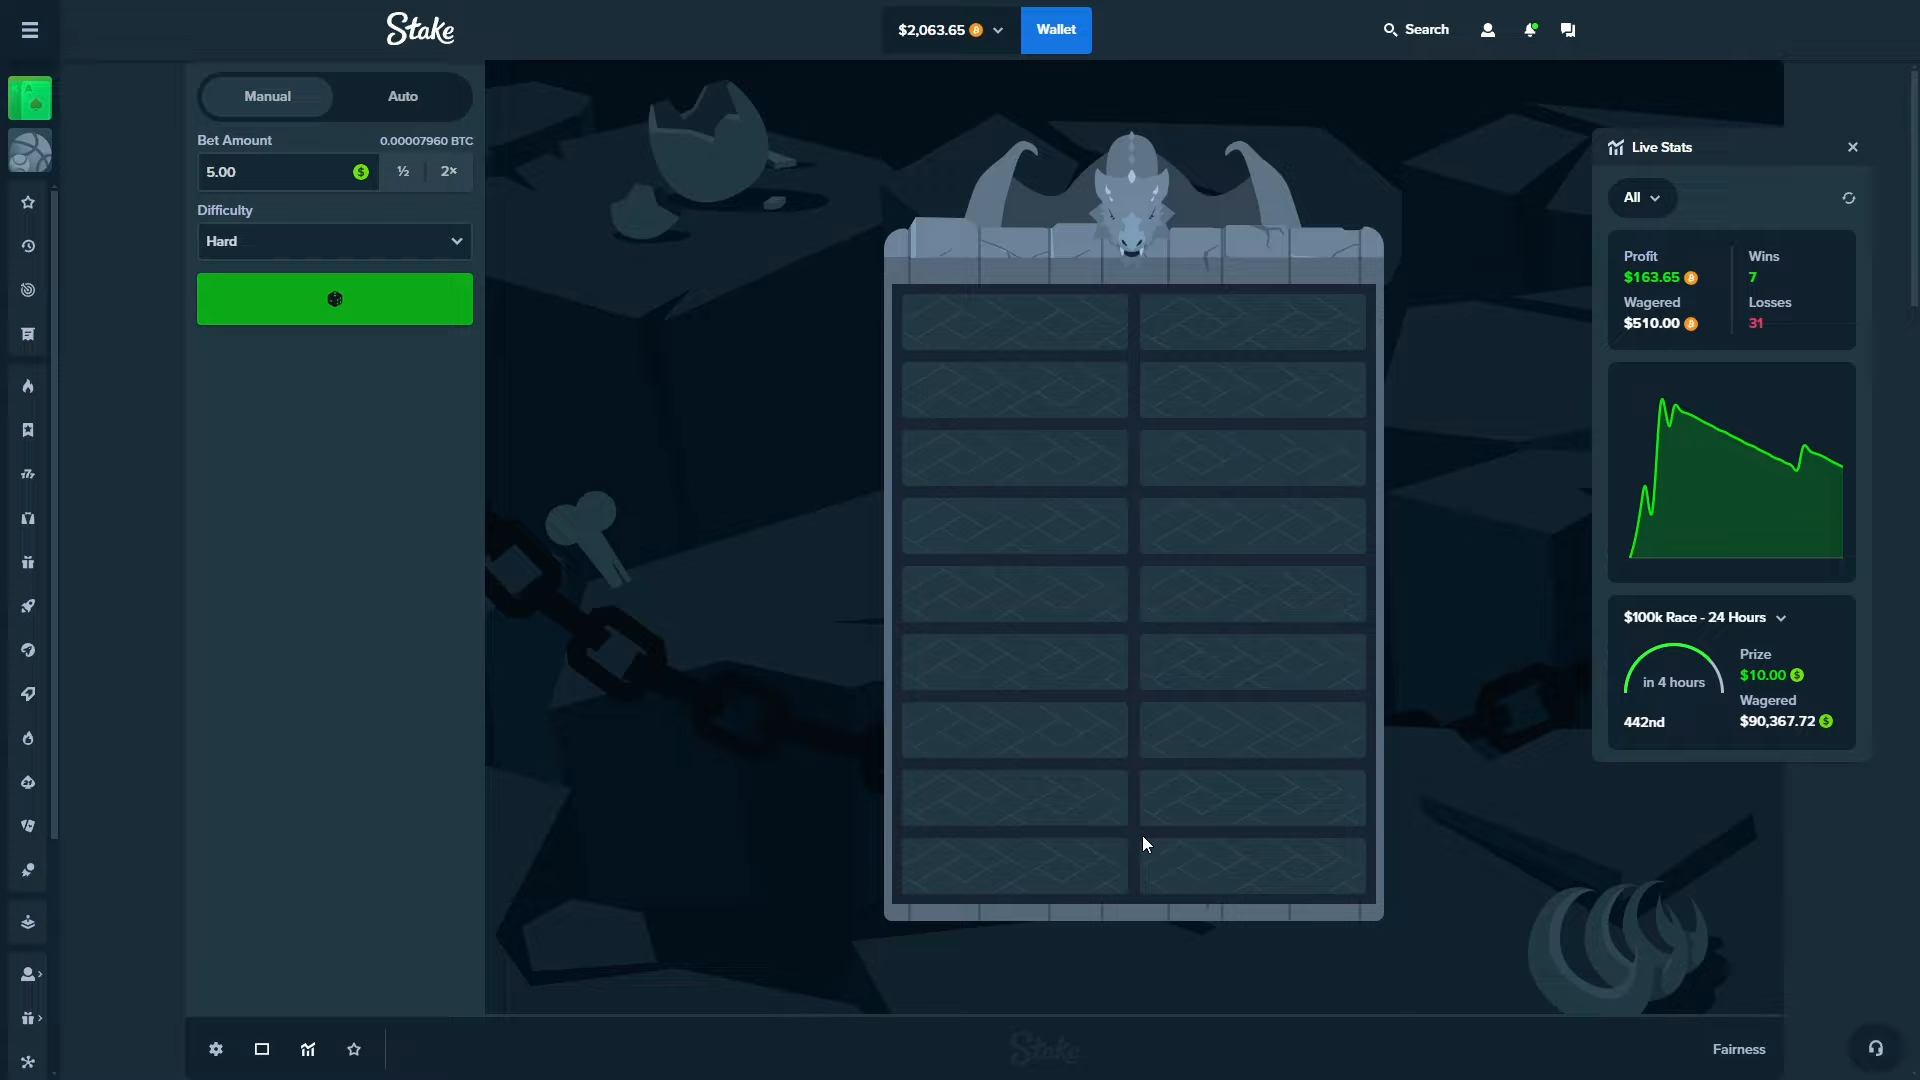 Stake
$2,063.65
Wallet
Search
Manual
Auto
Bet Amount
0.00007960 BTC
5.00
½
2×
Difficulty
Hard
Live Stats
All
Profit
$163.65
Wagered
$510.00
Wins
7
Losses
31
$100k Race - 24 Hours
in 4 hours
442nd
Prize
$10.00
Wagered
$90,367.72
Stake
Fairness